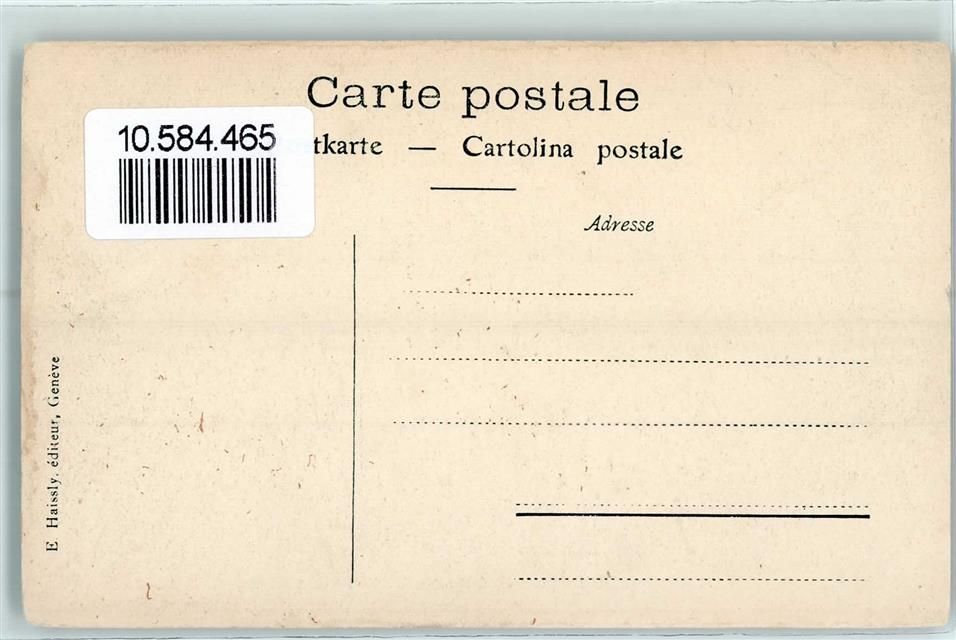 Carte postale
10.584.465
tkarte — Cartolina postale
Adresse
E. Haissly, éditeur, Genève